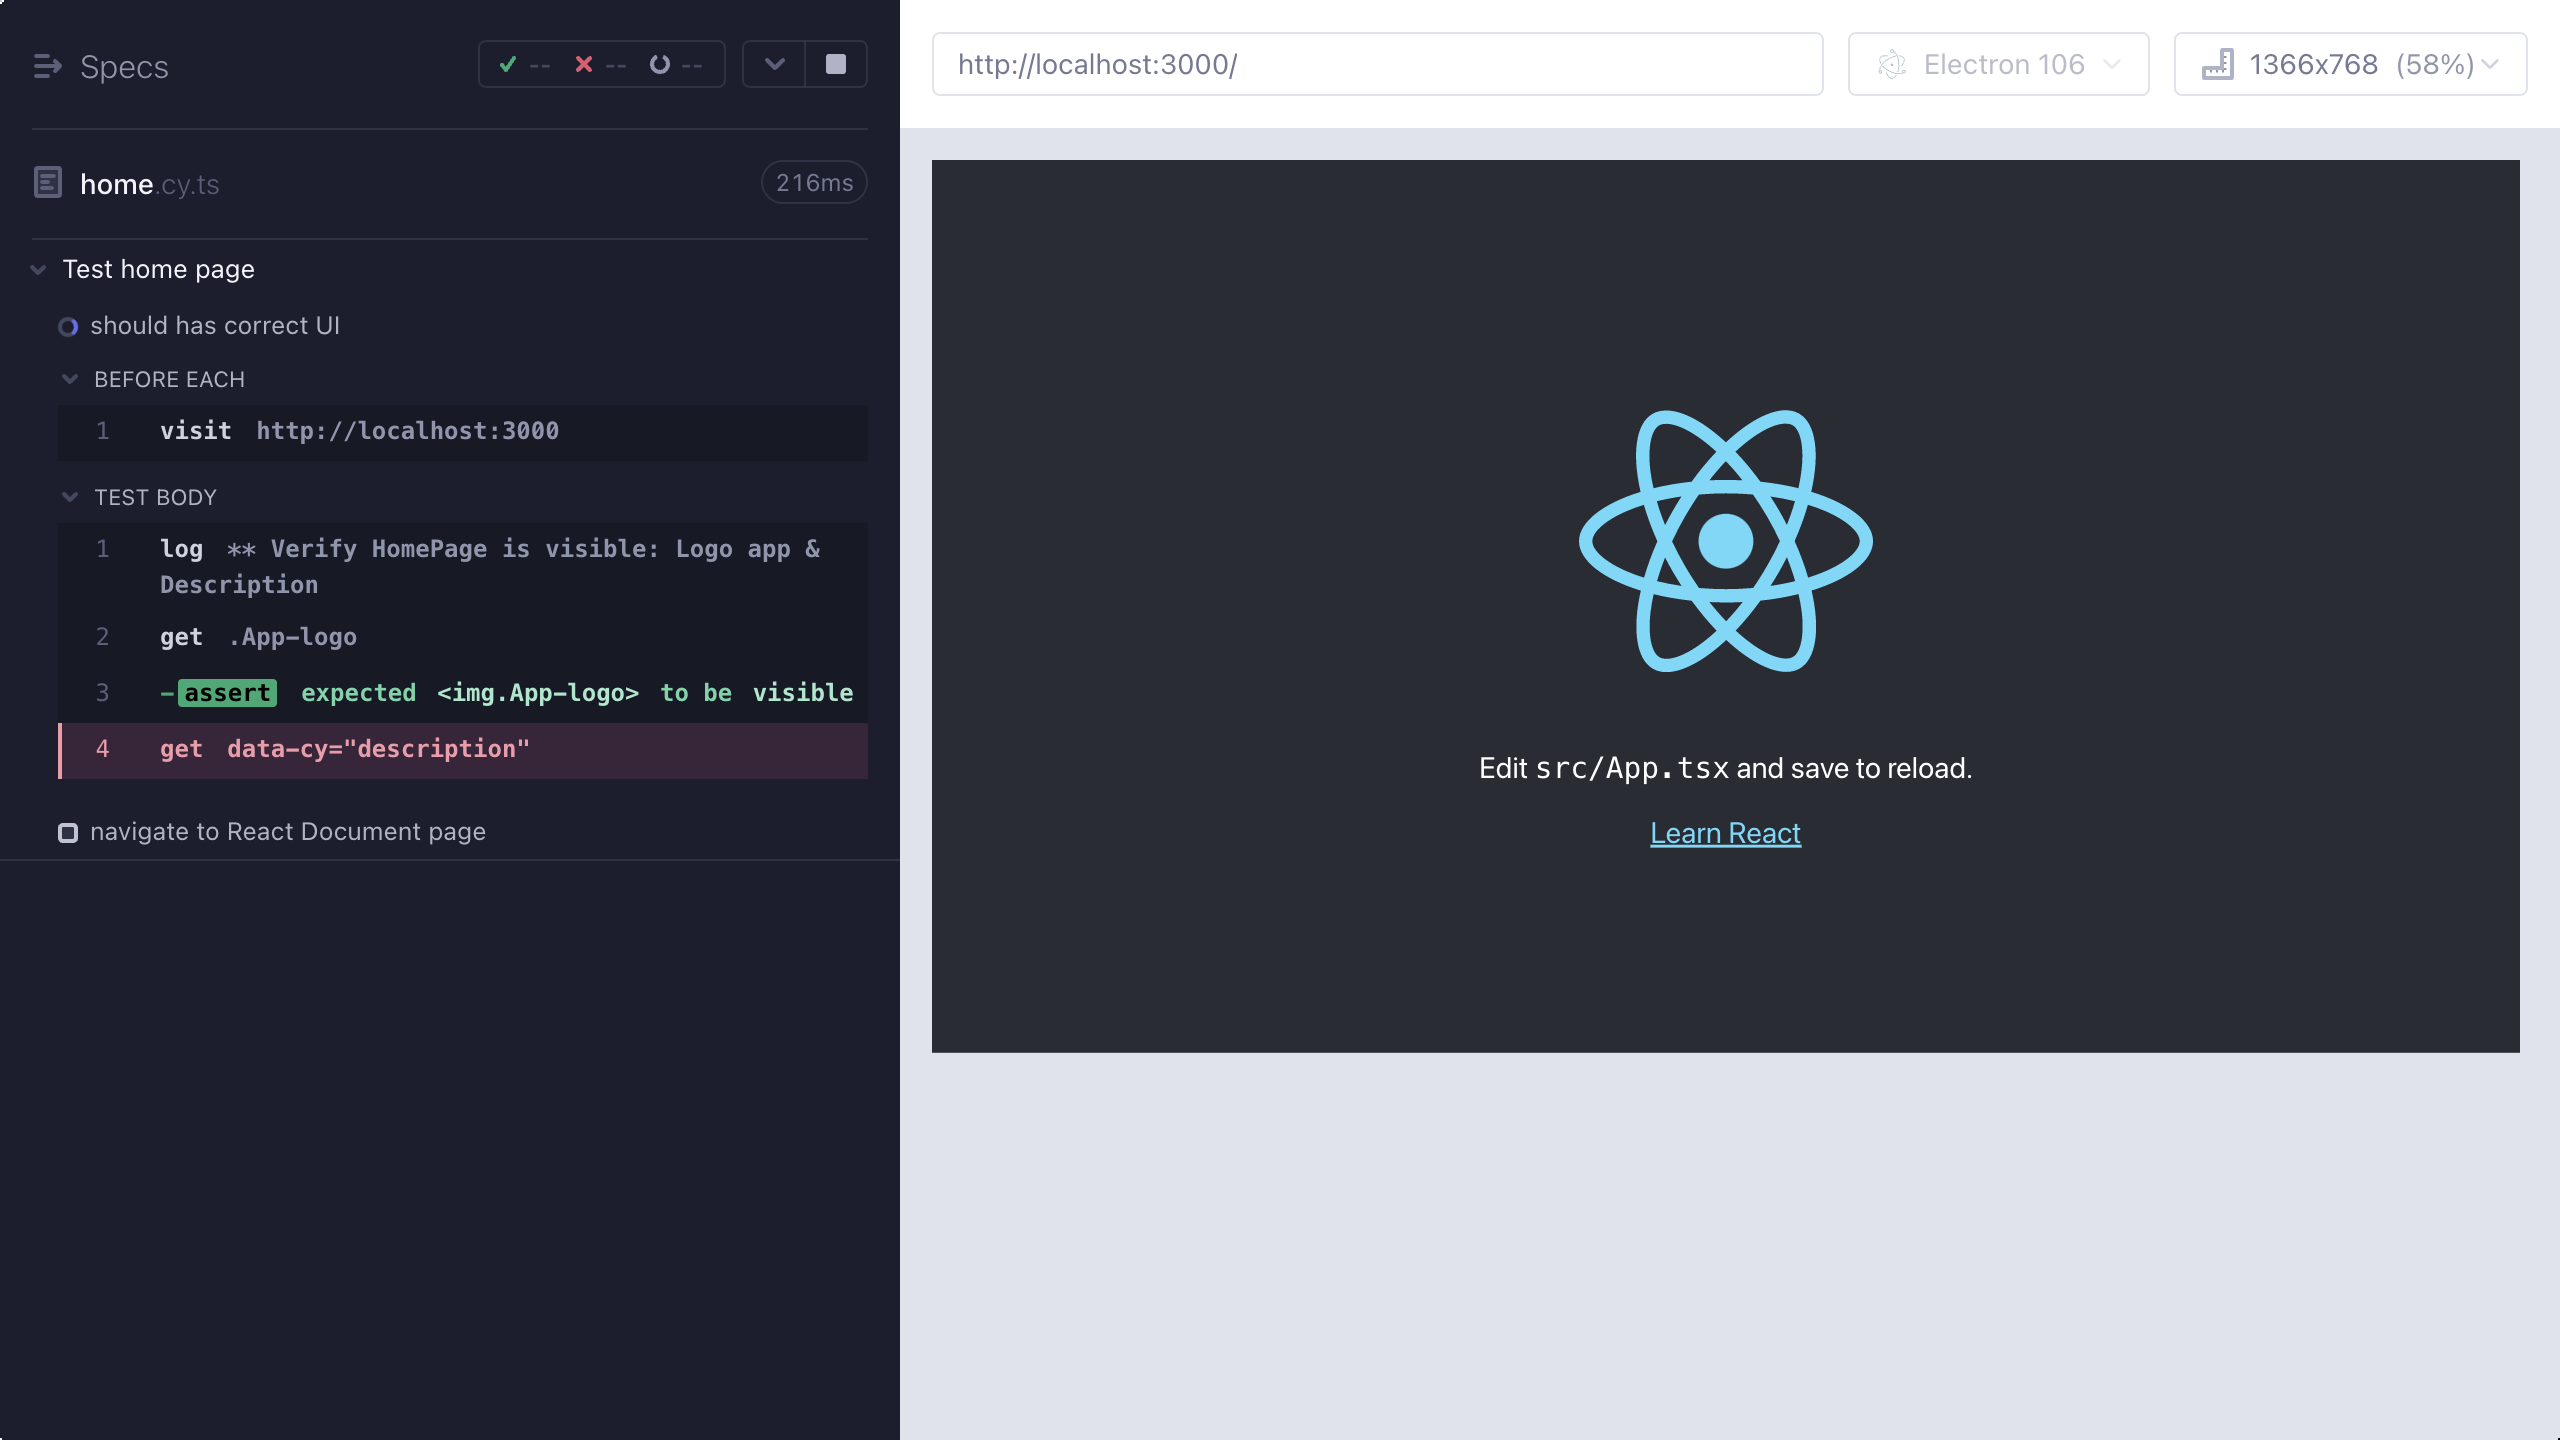 Specs
-- -- --
home.cy.ts
216ms
Test home page
should has correct UI
BEFORE EACH
1 visit http://localhost:3000
TEST BODY
1 log ** Verify HomePage is visible: Logo app &
Description
2 get .App-logo
3 -assert expected <img.App-logo> to be visible
4 get data-cy="description"
navigate to React Document page
http://localhost:3000/
Electron 106
1366x768 (58%)
Edit src/App.tsx and save to reload.
Learn React